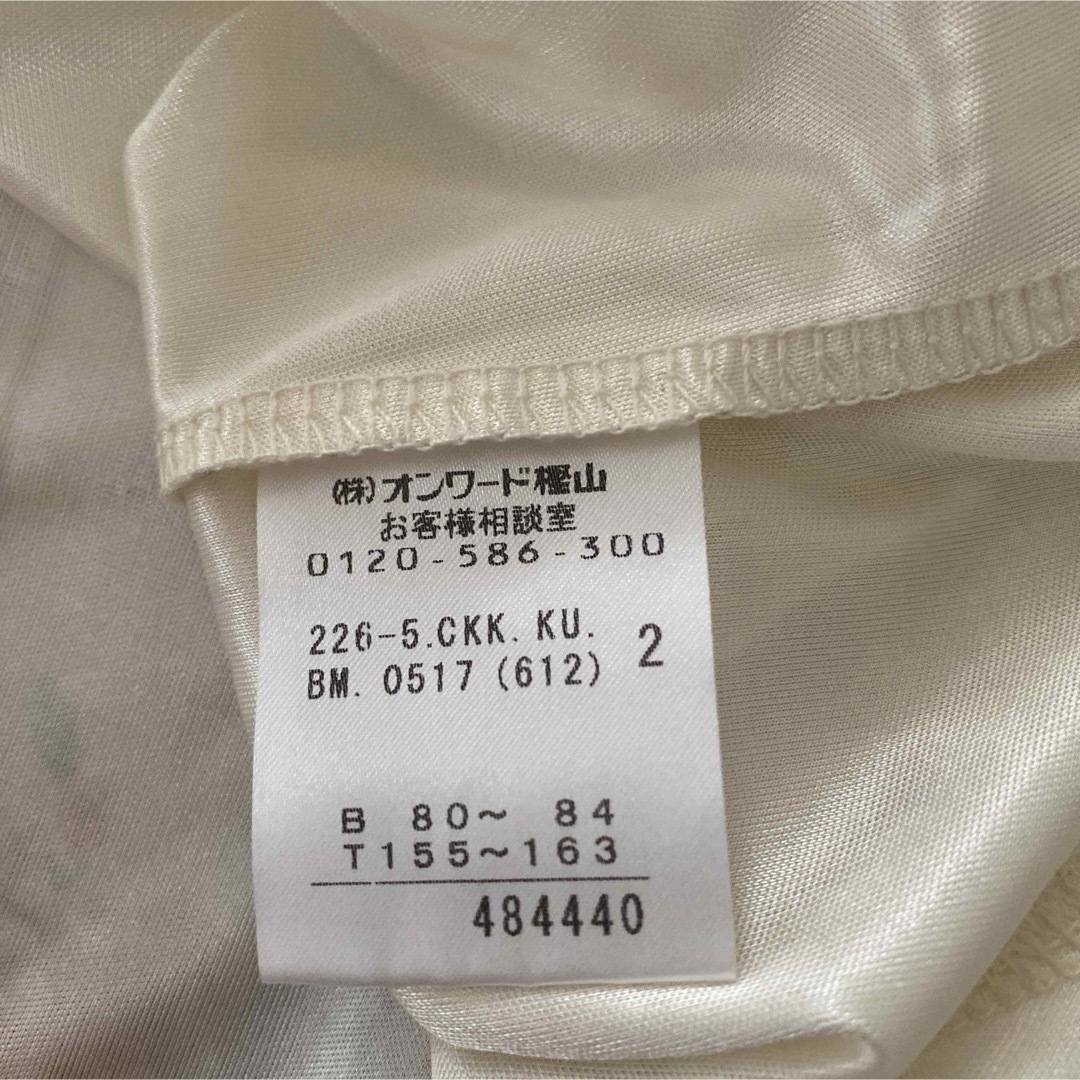 (株)オンワード樫山
お客様相談室
0120-586-300
226-5.CKK.KU.
BM.0517(612) 2
B 80~ 84
T155~163
484440